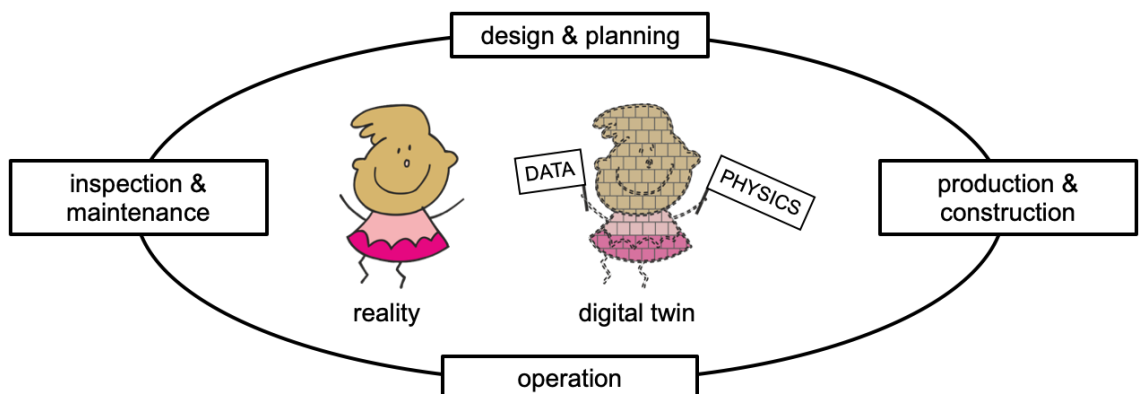 design & planning
inspection &
maintenance
DATA
PHYSICS
production &
construction
reality
digital twin
operation